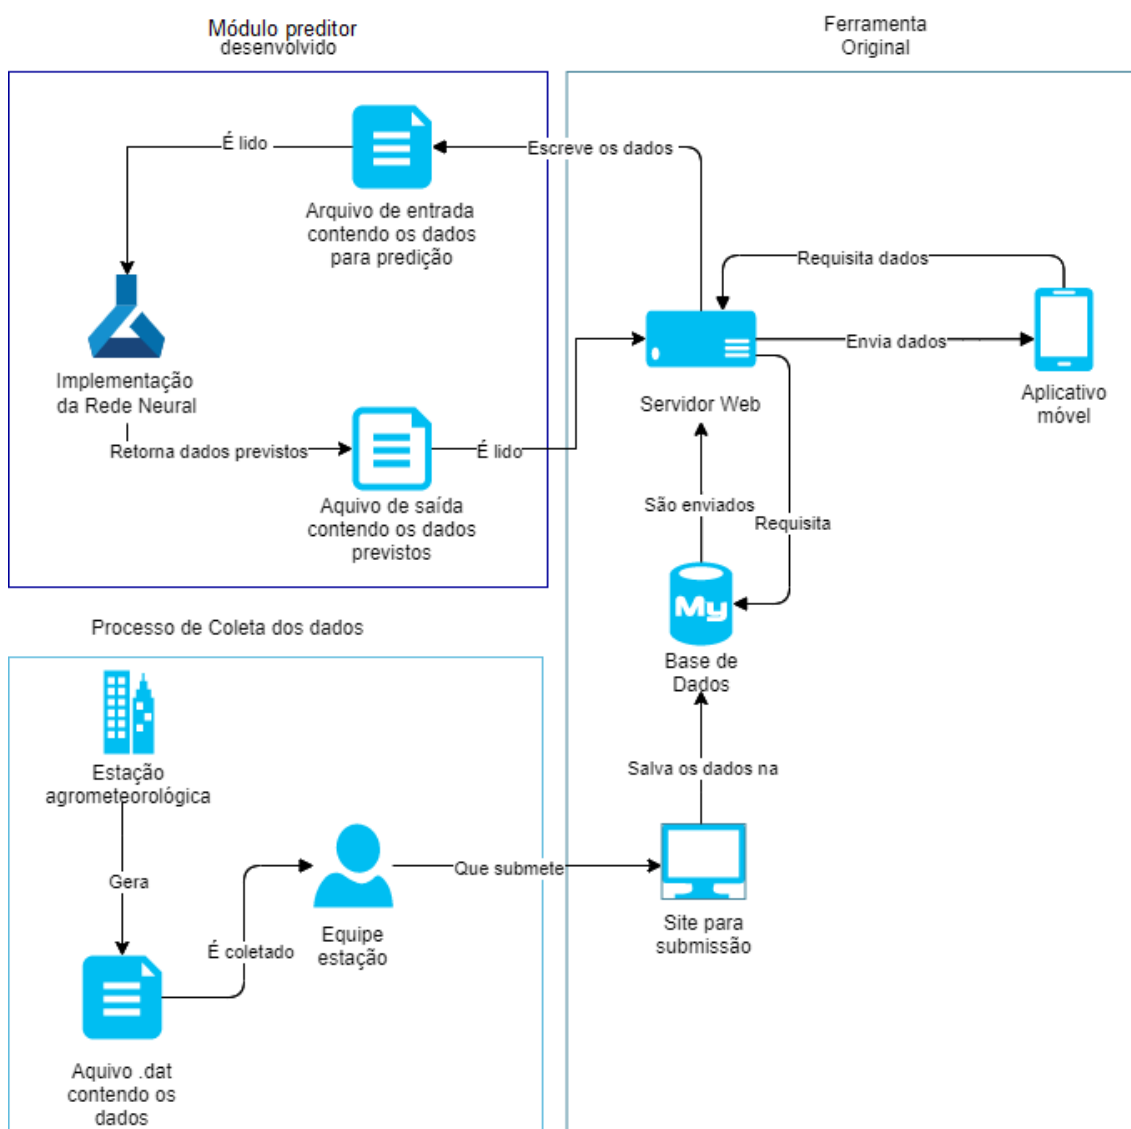 Módulo preditor
desenvolvido
Ferramenta
Original
É lido
Escreve os dados
Arquivo de entrada
contendo os dados
para predição
Requisita dados
Envia dados
Implementação
da Rede Neural
Servidor Web
Aplicativo
móvel
Retorna dados previstos
É lido
Aquivo de saída
contendo os dados
previstos
São enviados
Requisita
My
Base de
Dados
Processo de Coleta dos dados
Estação
agrometeorológica
Salva os dados na
Gera
Que submete
É coletado
Equipe
estação
Site para
submissão
Aquivo .dat
contendo os
dados